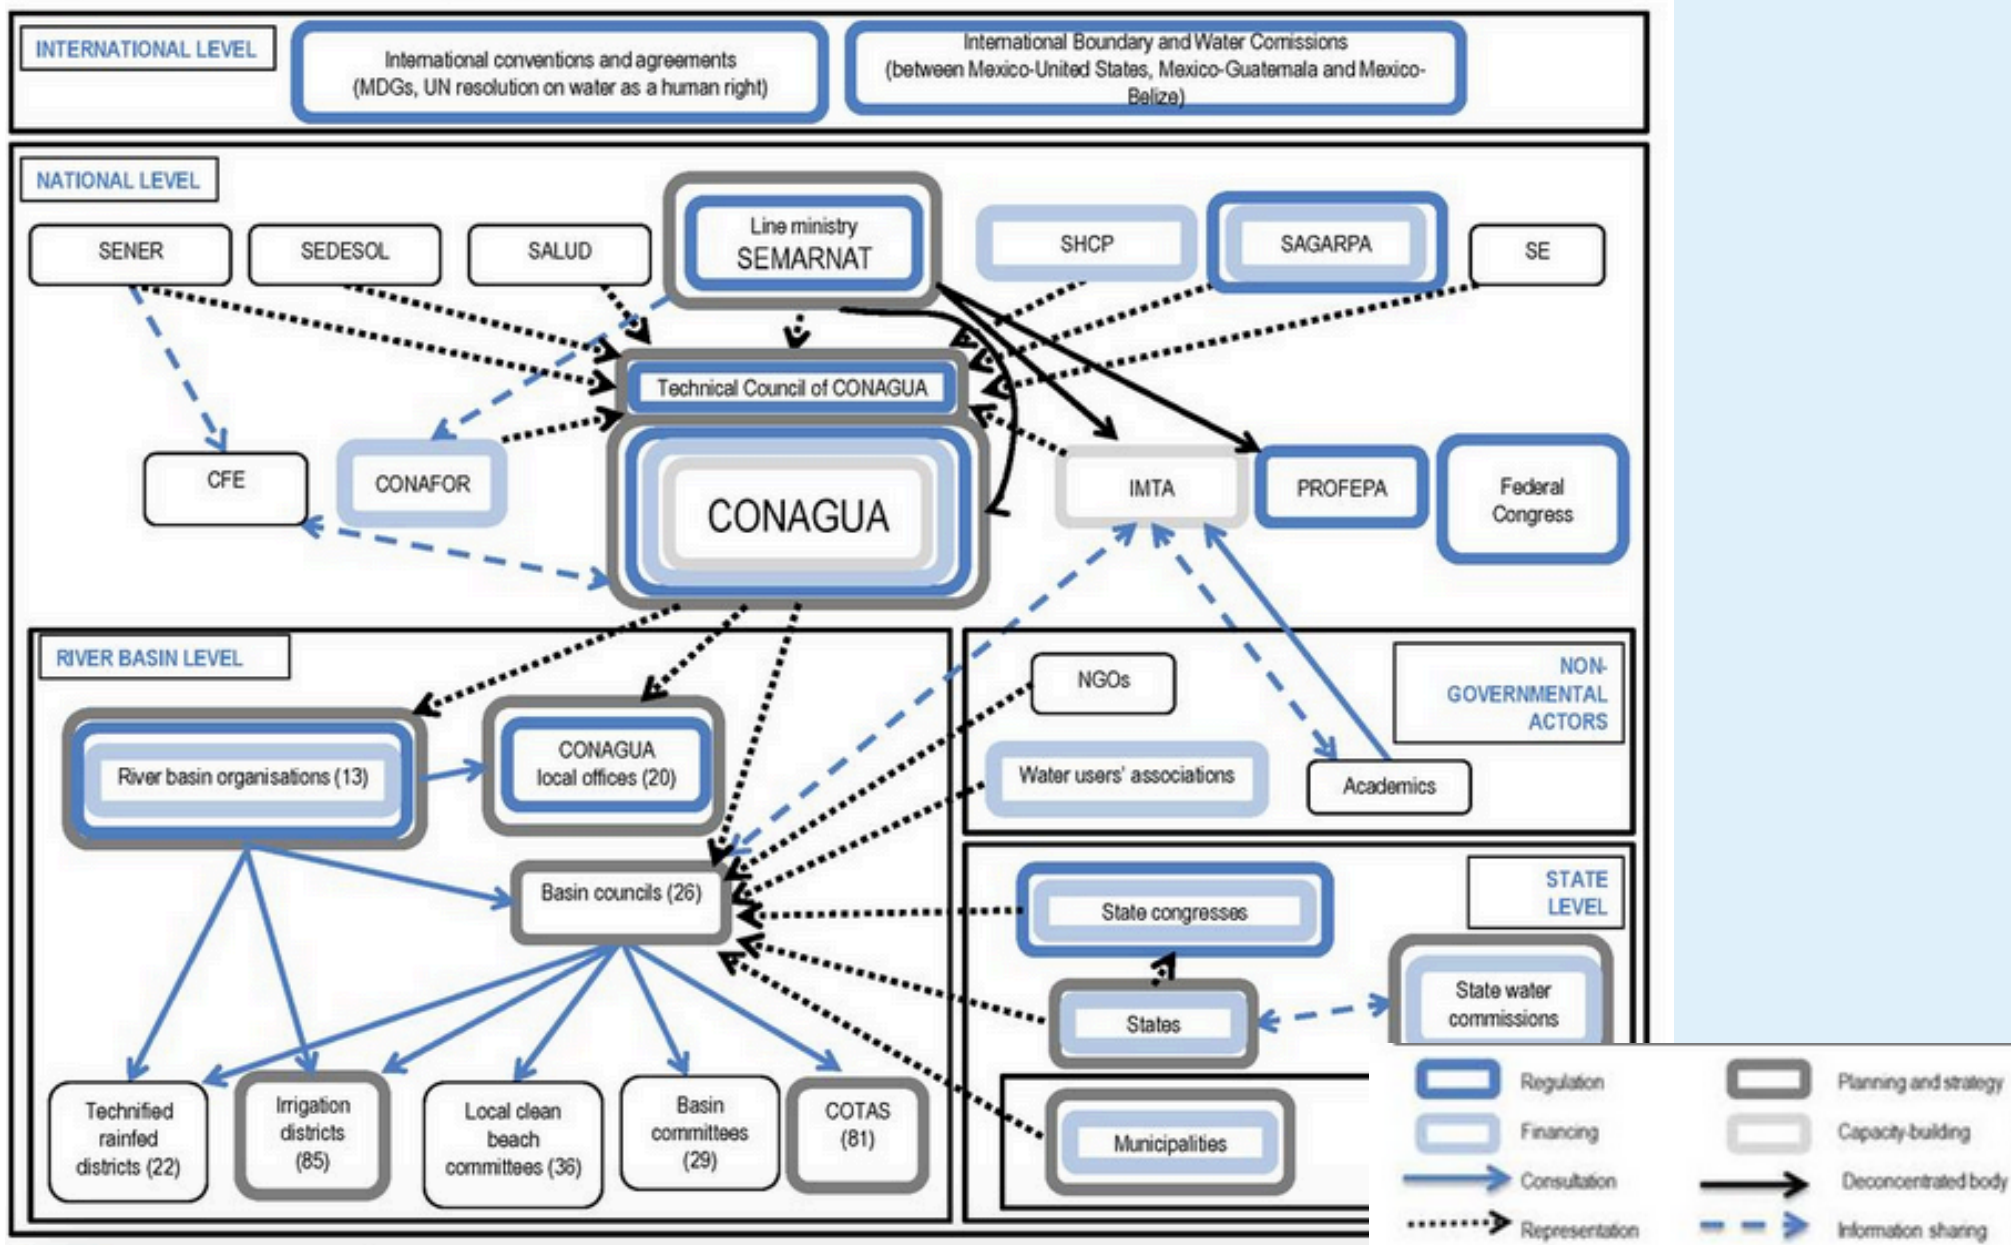 INTERNATIONAL LEVEL
International conventions and agreements
(MDGs, UN resolution on water as a human right)
International Boundary and Water Comissions
(between Mexico-United States, Mexico-Guatemala and Mexico-
Belize)
NATIONAL LEVEL
SENER
SEDESOL
SALUD
Line ministry
SEMARNAT
SHCP
SAGARPA
SE
Technical Council of CONAGUA
CFE
CONAFOR
CONAGUA
IMTA
PROFEPA
Federal
Congress
RIVER BASIN LEVEL
River basin organisations (13)
CONAGUA
local offices (20)
Basin councils (26)
Technified
rainfed
districts (22)
Irrigation
districts
(85)
Local clean
beach
committees (36)
Basin
committees
(29)
COTAS
(81)
NON-
GOVERNMENTAL
ACTORS
NGOs
Water users' associations
Academics
STATE
LEVEL
State congresses
States
State water
commissions
Municipalities
Regulation
Planning and strategy
Financing
Capacity-building
Consultation
Deconcentrated body
Representation
Information sharing